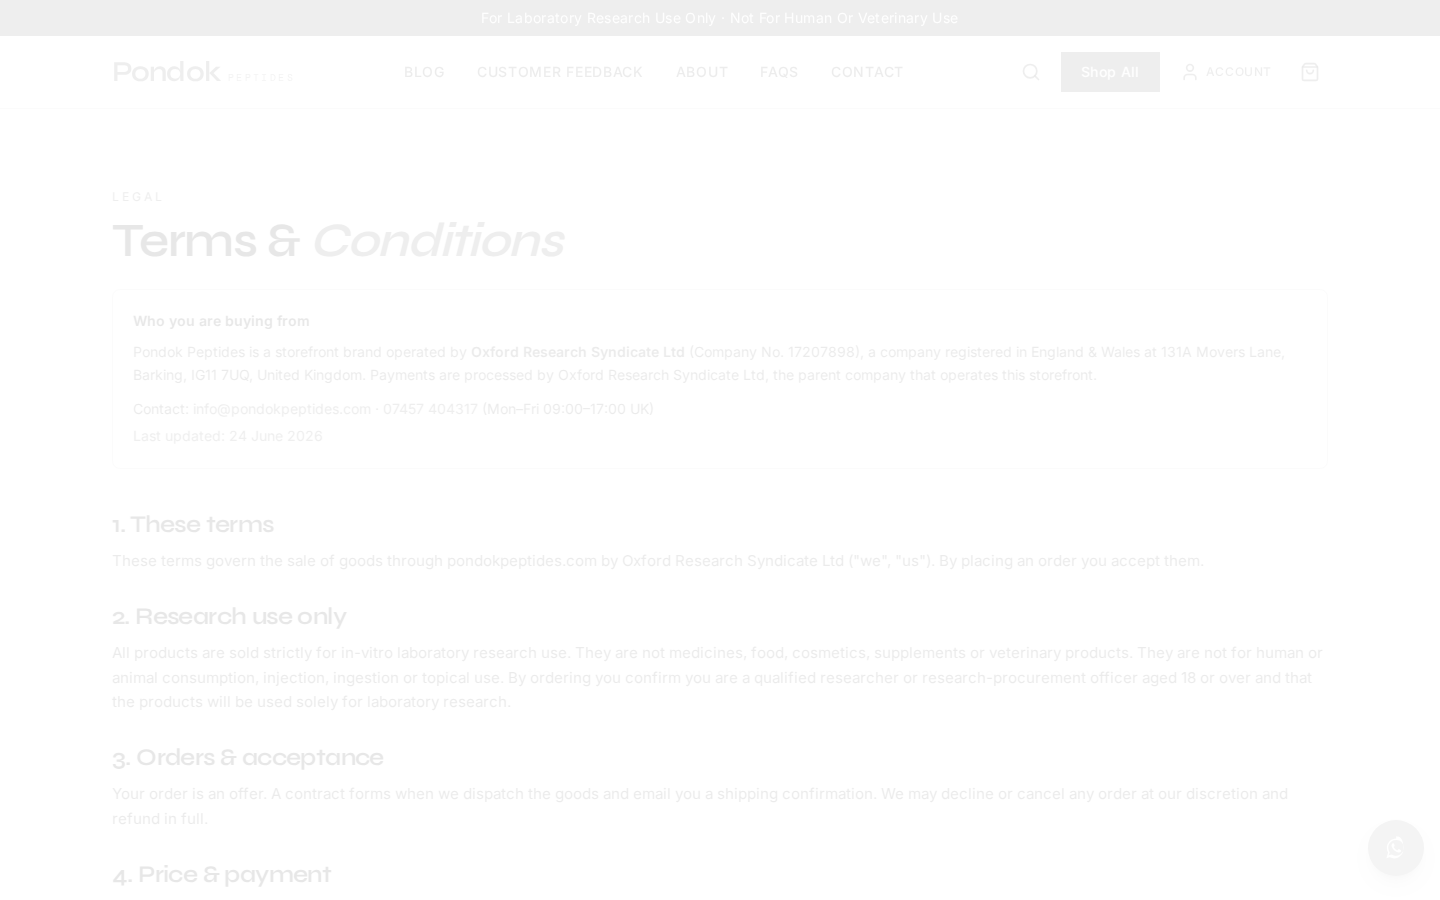 For Laboratory Research Use Only · Not For Human Or Veterinary Use
Pondok PEPTIDES
BLOG CUSTOMER FEEDBACK ABOUT FAQS CONTACT
Shop All
ACCOUNT
LEGAL
Terms & Conditions
Who you are buying from
Pondok Peptides is a storefront brand operated by Oxford Research Syndicate Ltd (Company No. 17207898), a company registered in England & Wales at 131A Movers Lane,
Barking, IG11 7UQ, United Kingdom. Payments are processed by Oxford Research Syndicate Ltd, the parent company that operates this storefront.
Contact: info@pondokpeptides.com · 07457 404317 (Mon–Fri 09:00–17:00 UK)
Last updated: 24 June 2026
1. These terms
These terms govern the sale of goods through pondokpeptides.com by Oxford Research Syndicate Ltd ("we", "us"). By placing an order you accept them.
2. Research use only
All products are sold strictly for in-vitro laboratory research use. They are not medicines, food, cosmetics, supplements or veterinary products. They are not for human or
animal consumption, injection, ingestion or topical use. By ordering you confirm you are a qualified researcher or research-procurement officer aged 18 or over and that
the products will be used solely for laboratory research.
3. Orders & acceptance
Your order is an offer. A contract forms when we dispatch the goods and email you a shipping confirmation. We may decline or cancel any order at our discretion and
refund in full.
4. Price & payment